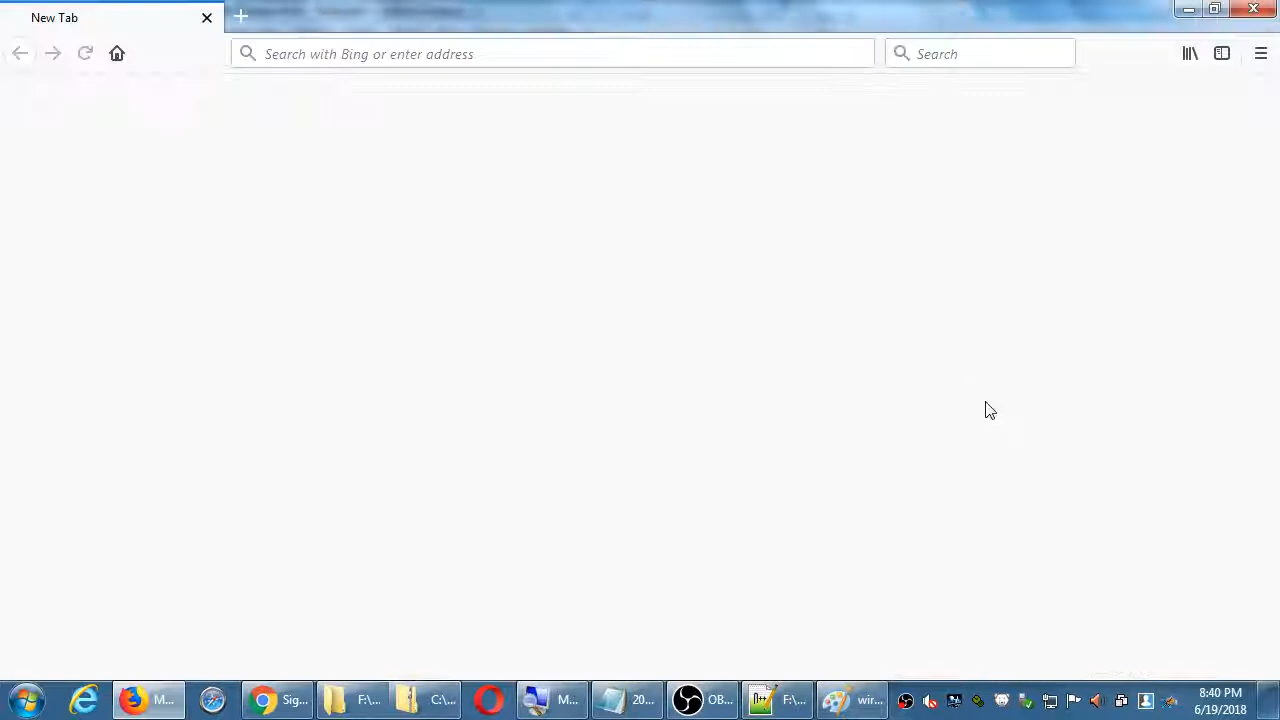 New Tab
Search with Bing or enter address
Search
M...
Sig...
F:\...
C:\...
M...
20...
OB...
F:\...
wir...
8:40 PM
6/19/2018